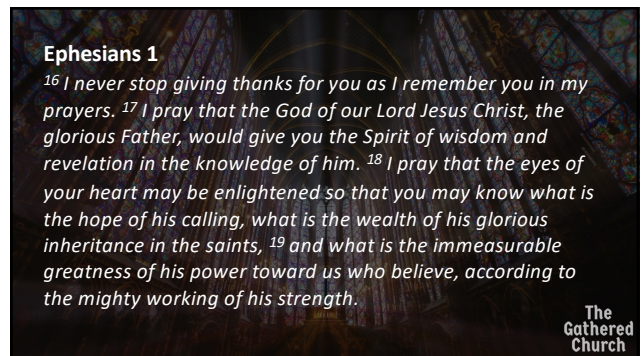 Ephesians 1
16 I never stop giving thanks for you as I remember you in my
prayers. 17 I pray that the God of our Lord Jesus Christ, the
glorious Father, would give you the Spirit of wisdom and
revelation in the knowledge of him. 18 I pray that the eyes of
your heart may be enlightened so that you may know what is
the hope of his calling, what is the wealth of his glorious
inheritance in the saints, 19 and what is the immeasurable
greatness of his power toward us who believe, according to
the mighty working of his strength.
The
Gathered
Church